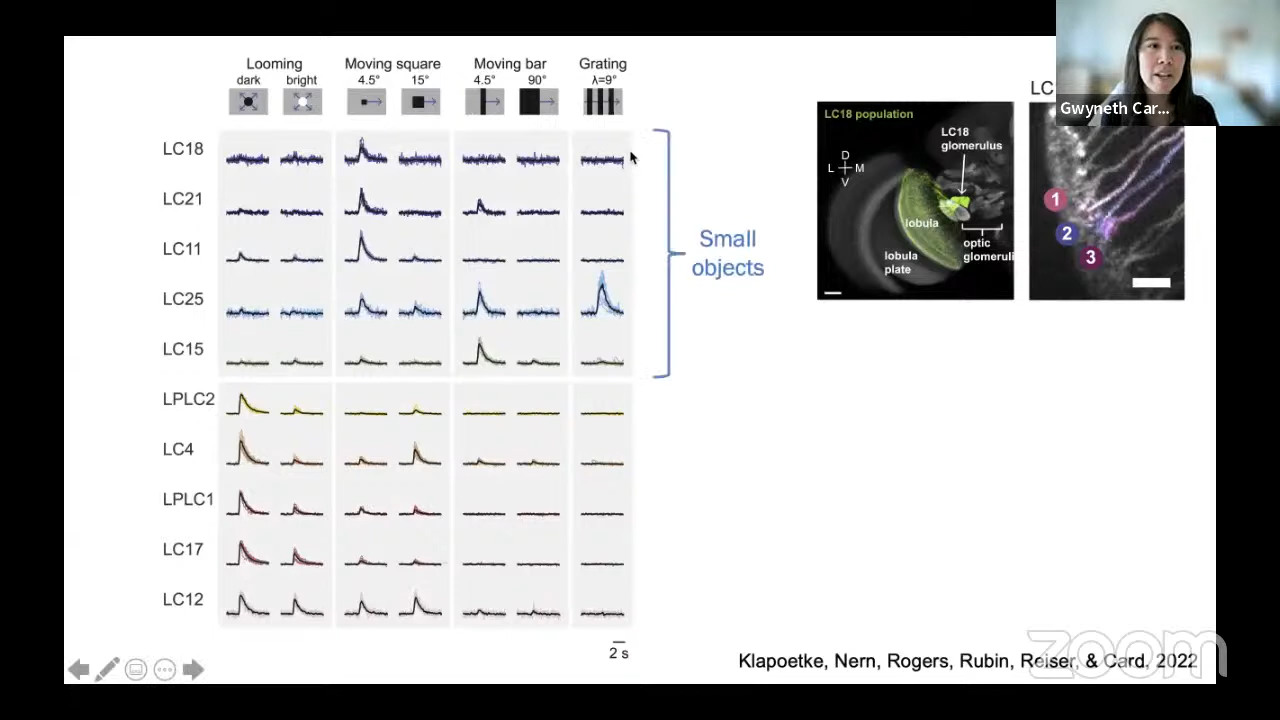 Looming
dark
bright
Moving square
4.5°
15°
Moving bar
4.5°
90°
Grating
λ=9°
LC18
LC21
LC11
LC25
LC15
LPLC2
LC4
LPLC1
LC17
LC12
2 s
Small
objects
LC18 population
D
L
M
V
LC18
glomerulus
lobula
lobula
plate
optic
glomeruli
LC
Gwyneth Car...
1
2
3
Klapoetke, Nern, Rogers, Rubin, Reiser, & Card, 2022
zoom